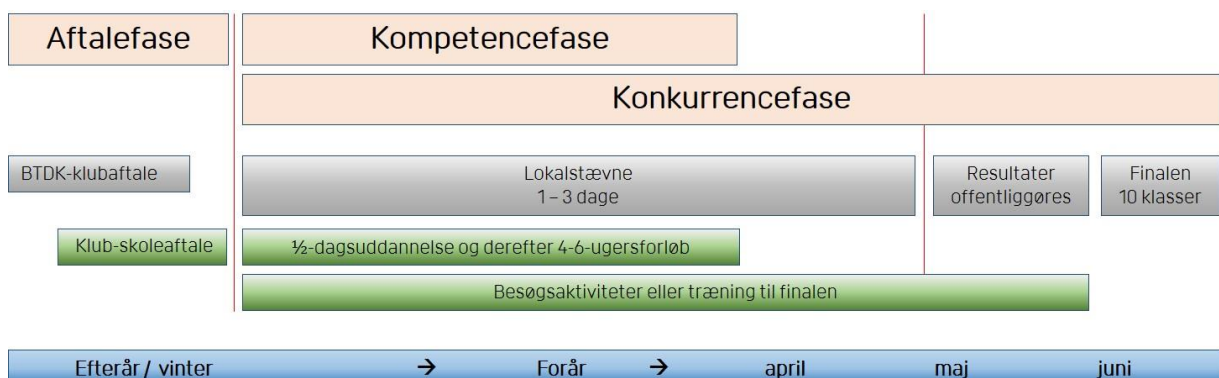 Aftalefase
Kompetencefase
Konkurrencefase
BTDK-klubaftale
Lokalstævne
1 – 3 dage
Resultater
offentliggøres
Finalen
10 klasser
Klub-skoleaftale
½-dagsuddannelse og derefter 4-6-ugersforløb
Besøgsaktiviteter eller træning til finalen
Efterår / vinter → Forår → april maj juni